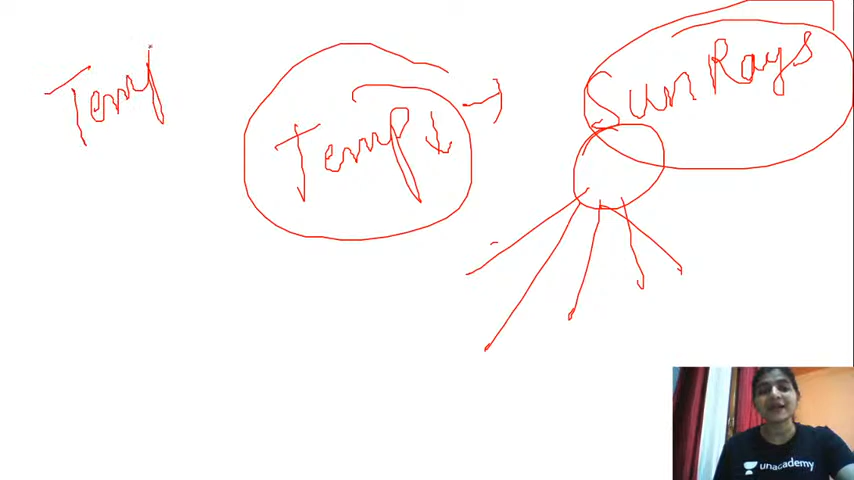 Temp
Temp ↓ →
Sun Rays
unacademy